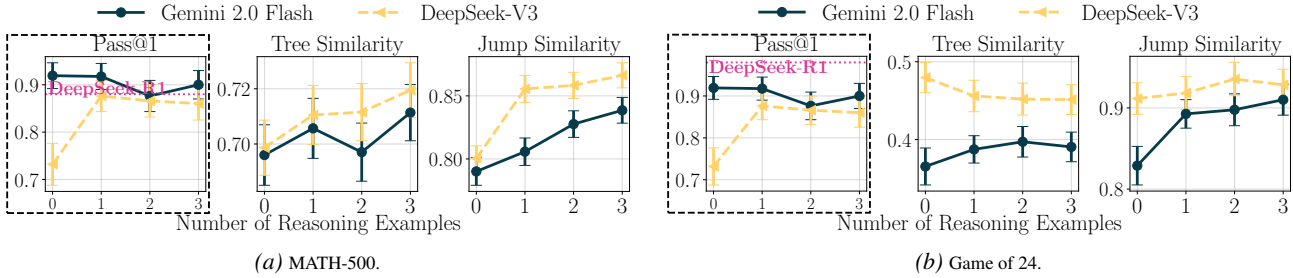 Gemini 2.0 Flash DeepSeek-V3
Pass@1 Tree Similarity Jump Similarity
DeepSeek-R1
0.9
0.8
0.7
0 1 2 3
0.72
0.70
0 1 2 3
0.85
0.80
0 1 2 3
Number of Reasoning Examples
(a) MATH-500.
Gemini 2.0 Flash DeepSeek-V3
Pass@1 Tree Similarity Jump Similarity
DeepSeek-R1
0.9
0.8
0.7
0 1 2 3
0.5
0.4
0 1 2 3
0.9
0.8
0 1 2 3
Number of Reasoning Examples
(b) Game of 24.